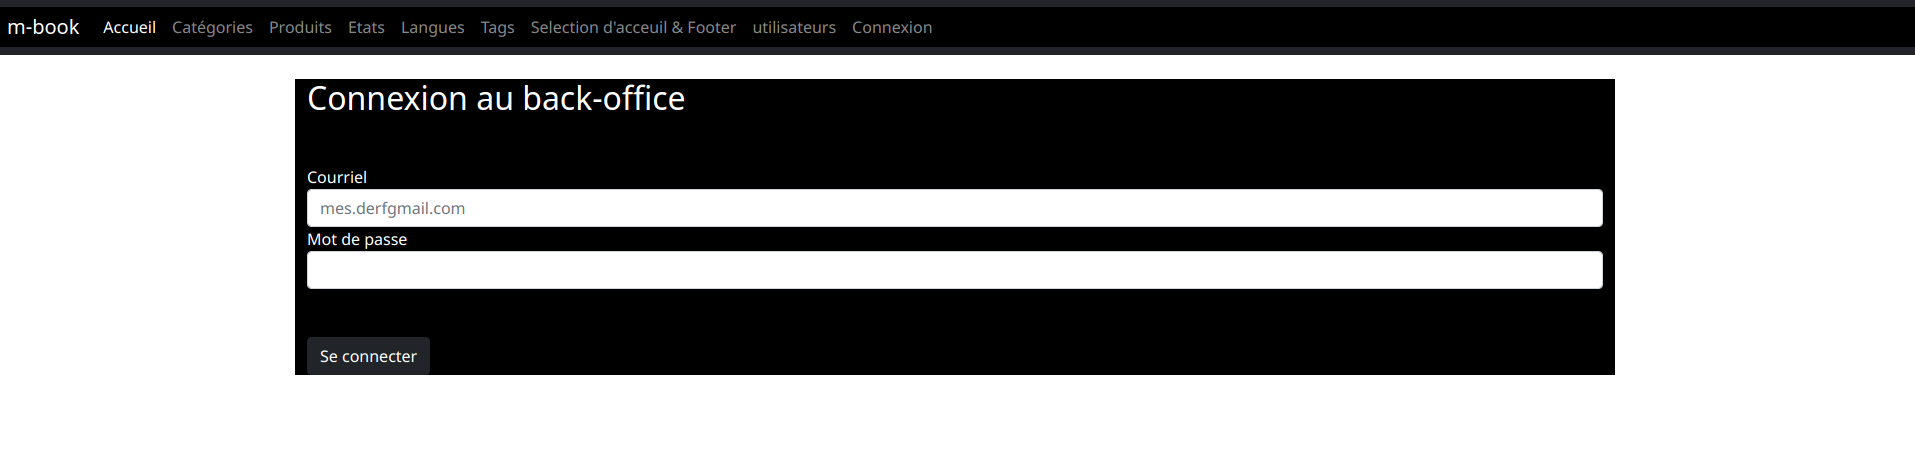 m-book Accueil Catégories Produits Etats Langues Tags Selection d'acceuil & Footer utilisateurs Connexion
Connexion au back-office
Courriel
mes.derfgmail.com
Mot de passe
Se connecter